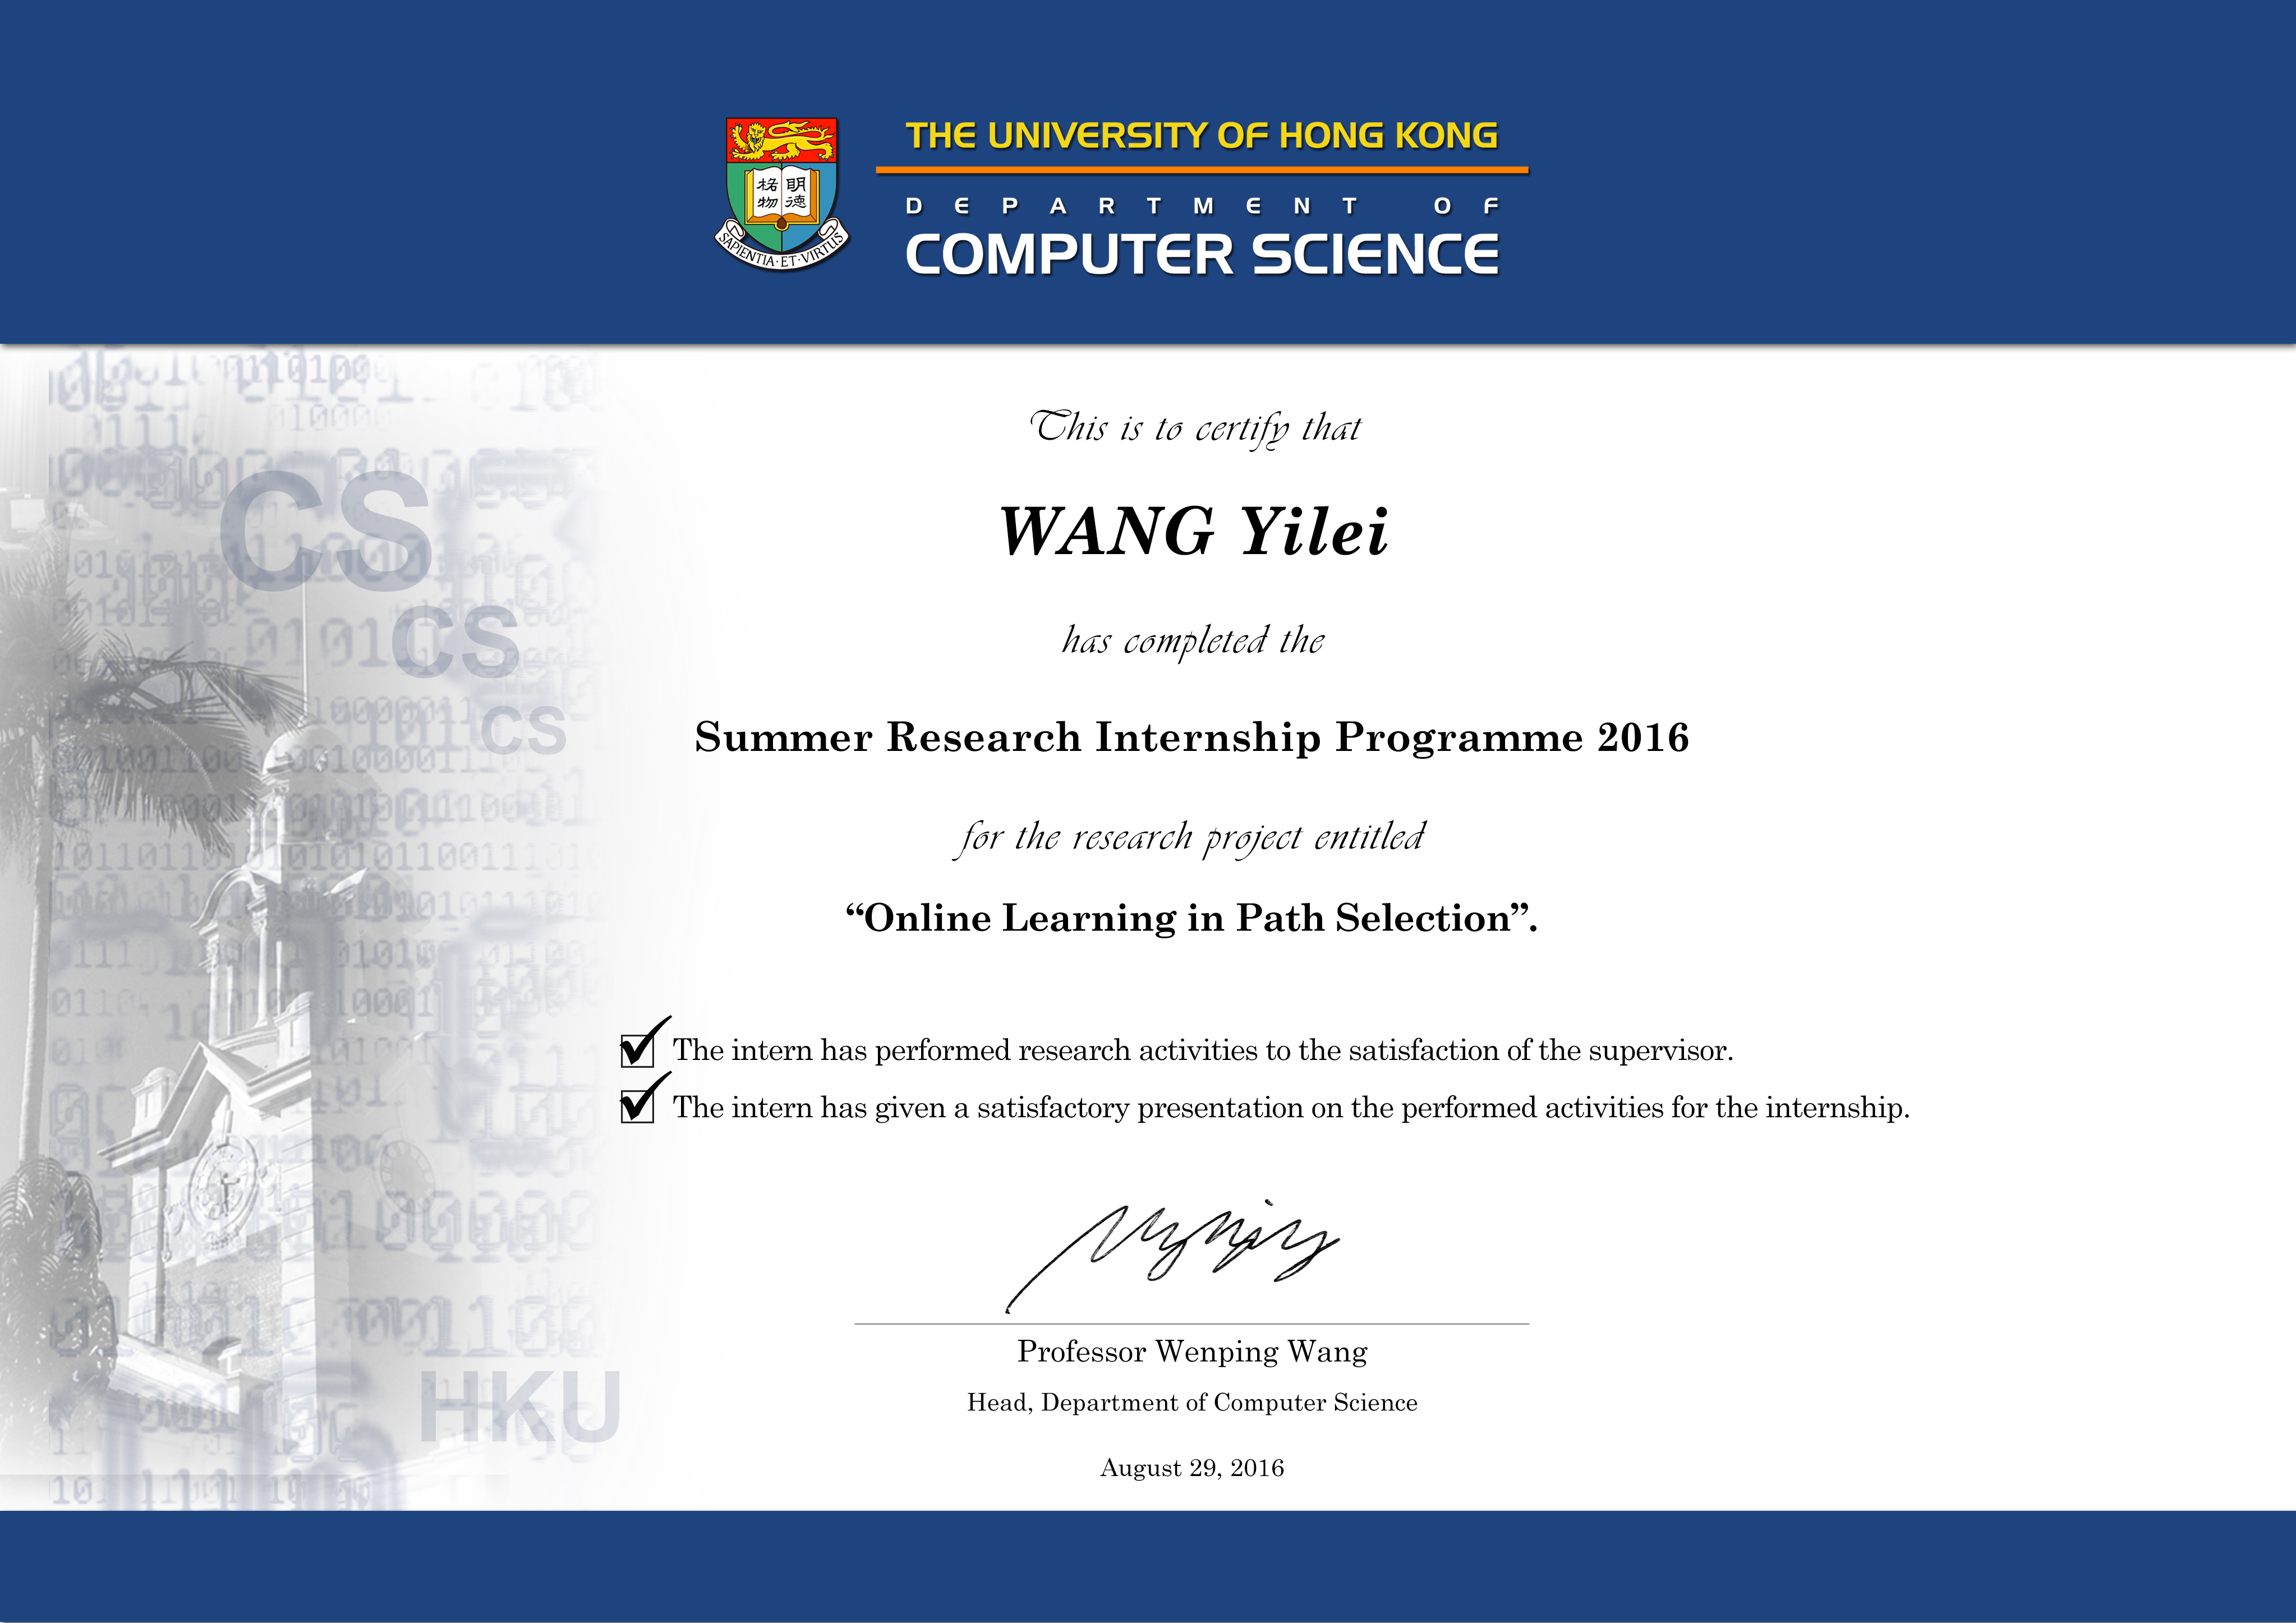 THE UNIVERSITY OF HONG KONG
DEPARTMENT OF
COMPUTER SCIENCE
格物 明德
SAPIENTIA·ET·VIRTUS
This is to certify that
WANG Yilei
has completed the
Summer Research Internship Programme 2016
for the research project entitled
“Online Learning in Path Selection”.
The intern has performed research activities to the satisfaction of the supervisor.
The intern has given a satisfactory presentation on the performed activities for the internship.
Professor Wenping Wang
Head, Department of Computer Science
August 29, 2016
CS
CS
CS
HKU